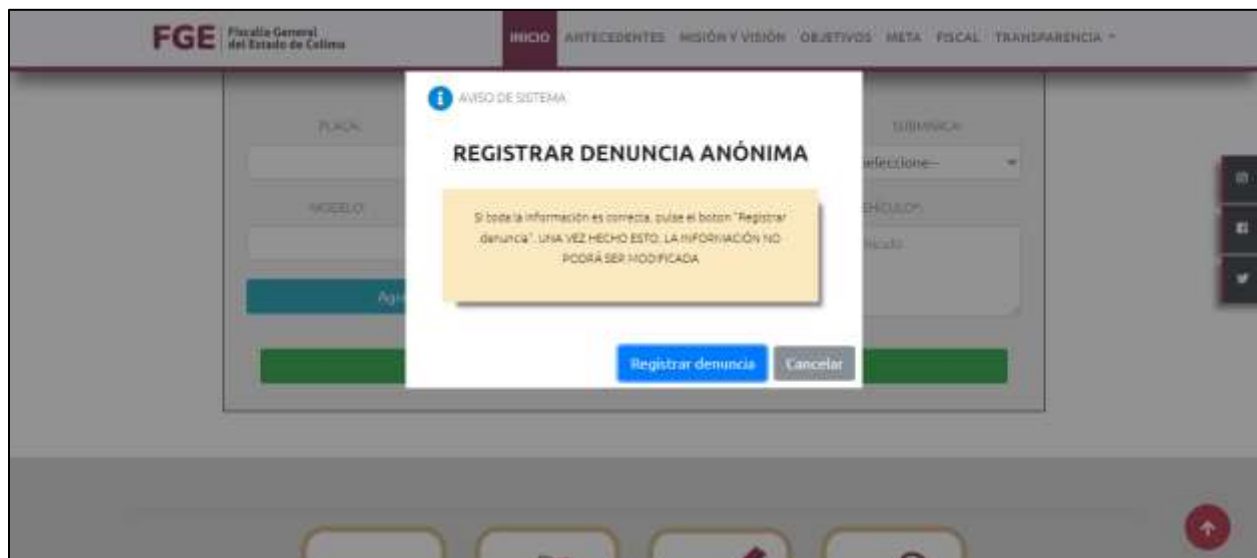 FGE Fiscalía General
del Estado de Colima
INICIO ANTECEDENTES MISIÓN Y VISIÓN OBJETIVOS META FISCAL TRANSPARENCIA
AVISO DE SISTEMA
PLACA:
SUBMARCA:
REGISTRAR DENUNCIA ANÓNIMA
seleccione--
MODELO:
Si toda la información es correcta, pulse el boton "Registrar
denuncia". UNA VEZ HECHO ESTO, LA INFORMACIÓN NO
PODRÁ SER MODIFICADA
Registrar denuncia Cancelar